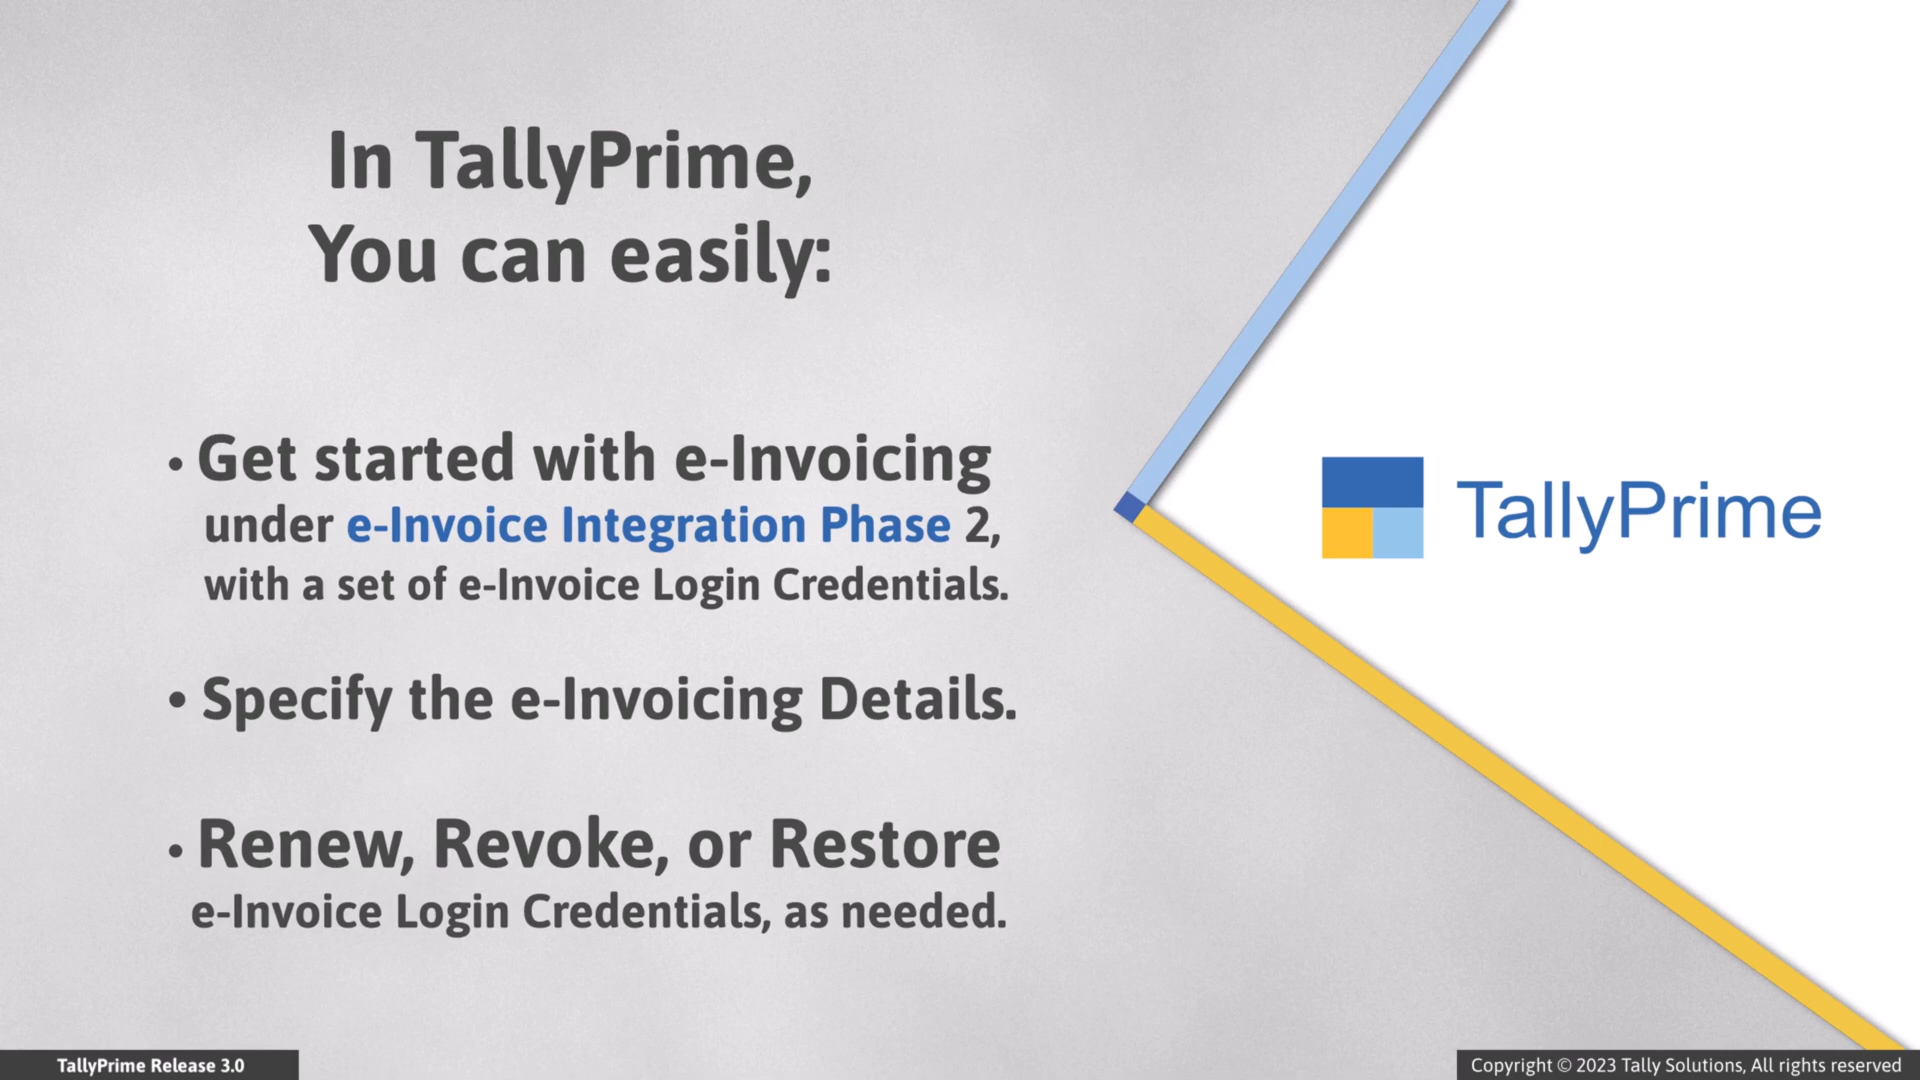 In TallyPrime,
You can easily:
• Get started with e-Invoicing
under e-Invoice Integration Phase 2,
with a set of e-Invoice Login Credentials.
• Specify the e-Invoicing Details.
• Renew, Revoke, or Restore
e-Invoice Login Credentials, as needed.
TallyPrime
TallyPrime Release 3.0
Copyright © 2023 Tally Solutions, All rights reserved